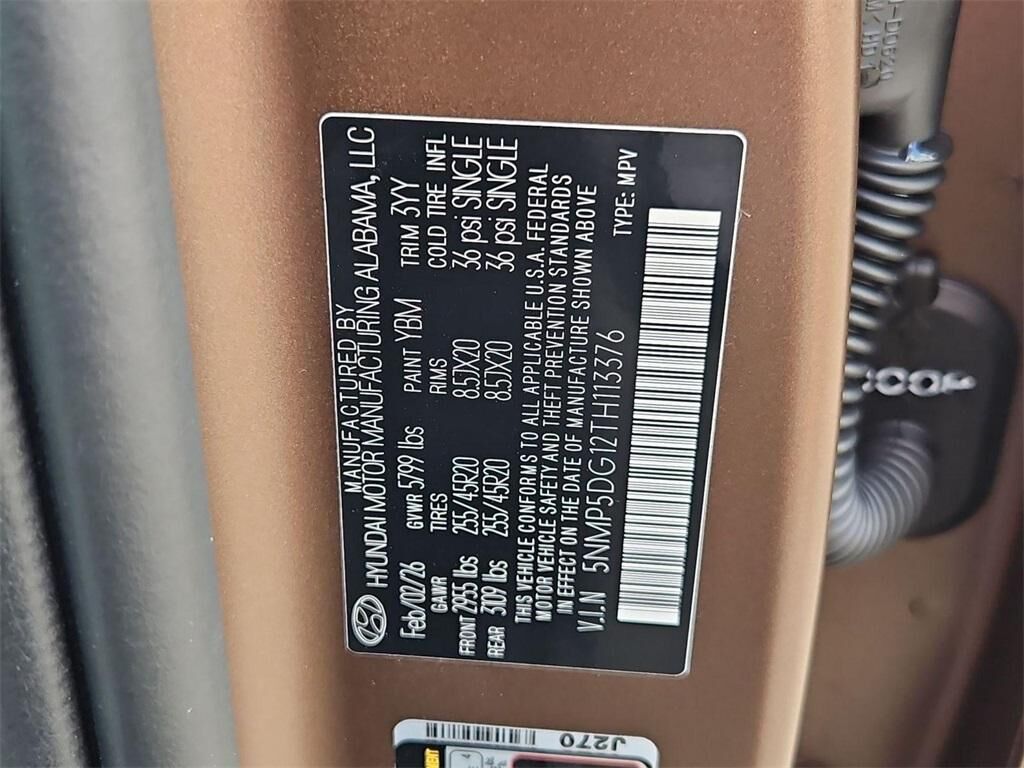 MANUFACTURED BY
HYUNDAI MOTOR MANUFACTURING ALABAMA, LLC
Feb/02/26 GVWR 5799 lbs PAINT YBM TRIM 3YY
GAWR TIRES RIMS COLD TIRE INFL
FRONT 2955 lbs 255/45R20 8.5JX20 36 psi SINGLE
REAR 3109 lbs 255/45R20 8.5JX20 36 psi SINGLE
THIS VEHICLE CONFORMS TO ALL APPLICABLE U.S.A. FEDERAL
MOTOR VEHICLE SAFETY AND THEFT PREVENTION STANDARDS
IN EFFECT ON THE DATE OF MANUFACTURE SHOWN ABOVE
V.I.N 5NMP5DG12TH113376 TYPE: MPV
J270